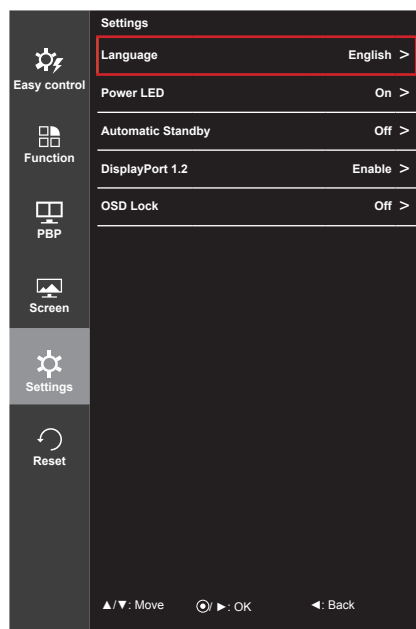 Settings
Language English >
Power LED On >
Automatic Standby Off >
DisplayPort 1.2 Enable >
OSD Lock Off >
Easy control
Function
PBP
Screen
Settings
Reset
▲/▼: Move ◉/ ►: OK ◄: Back